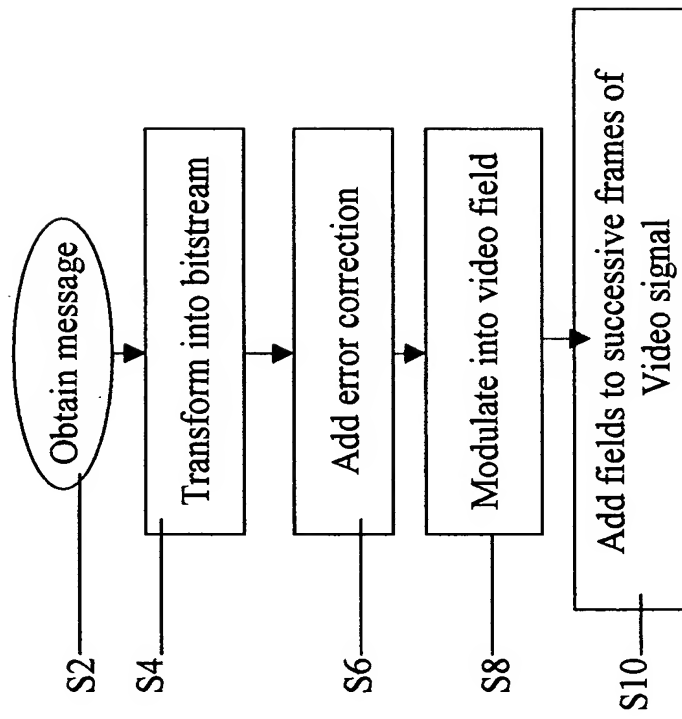 Obtain message
S2
Transform into bitstream
S4
Add error correction
S6
Modulate into video field
S8
Add fields to successive frames of
Video signal
S10